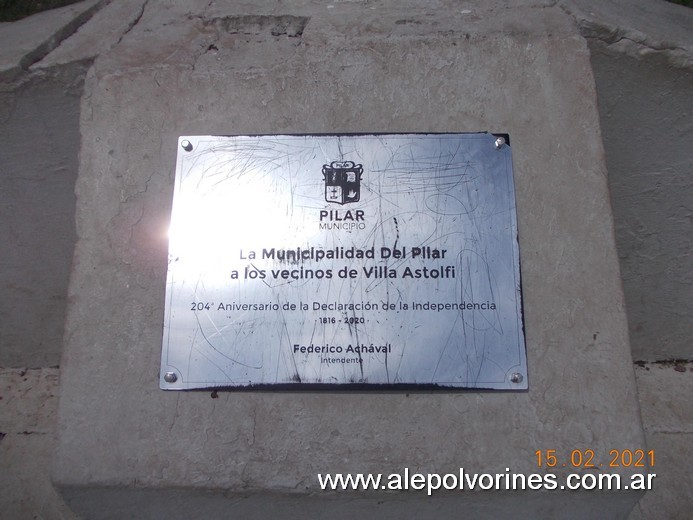 PILAR
PILAR
MUNICIPIO
La Municipalidad Del Pilar
a los vecinos de Villa Astolfi
204° Aniversario de la Declaración de la Independencia
· 1816 - 2020 ·
Federico Achával
Intendente
15.02.2021
www.alepolvorines.com.ar